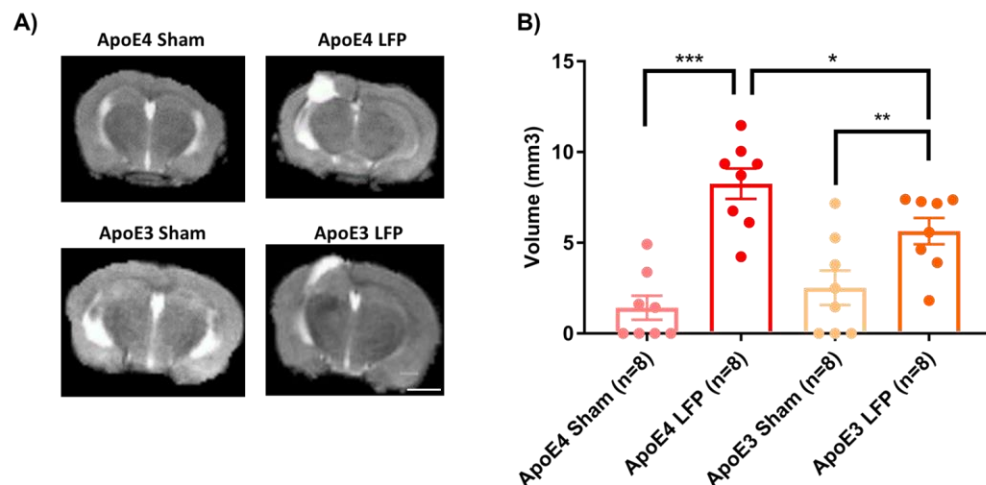 A)
ApoE4 Sham
ApoE4 LFP
ApoE3 Sham
ApoE3 LFP
B)
Volume (mm3)
15
10
5
0
***
*
**
ApoE4 Sham (n=8)
ApoE4 LFP (n=8)
ApoE3 Sham (n=8)
ApoE3 LFP (n=8)